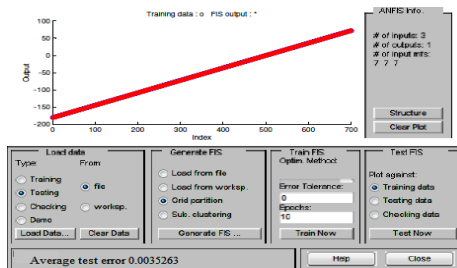 Training data : o   FIS output : *
100
50
0
-50
-100
-150
-200
Output
0 100 200 300 400 500 600 700
Index
ANFIS Info.
# of inputs: 3
# of outputs: 1
# of input mfs:
7 7 7
Structure
Clear Plot
Load data
Type: From:
Training
Testing
Checking
Demo
file
worksp.
Load Data... Clear Data
Generate FIS
Load from file
Load from worksp.
Grid partition
Sub. clustering
Generate FIS ...
Train FIS
Optim. Method:
Error Tolerance:
0
Epochs:
10
Train Now
Test FIS
Plot against:
Training data
Testing data
Checking data
Test Now
Average test error 0.0035263
Help Close